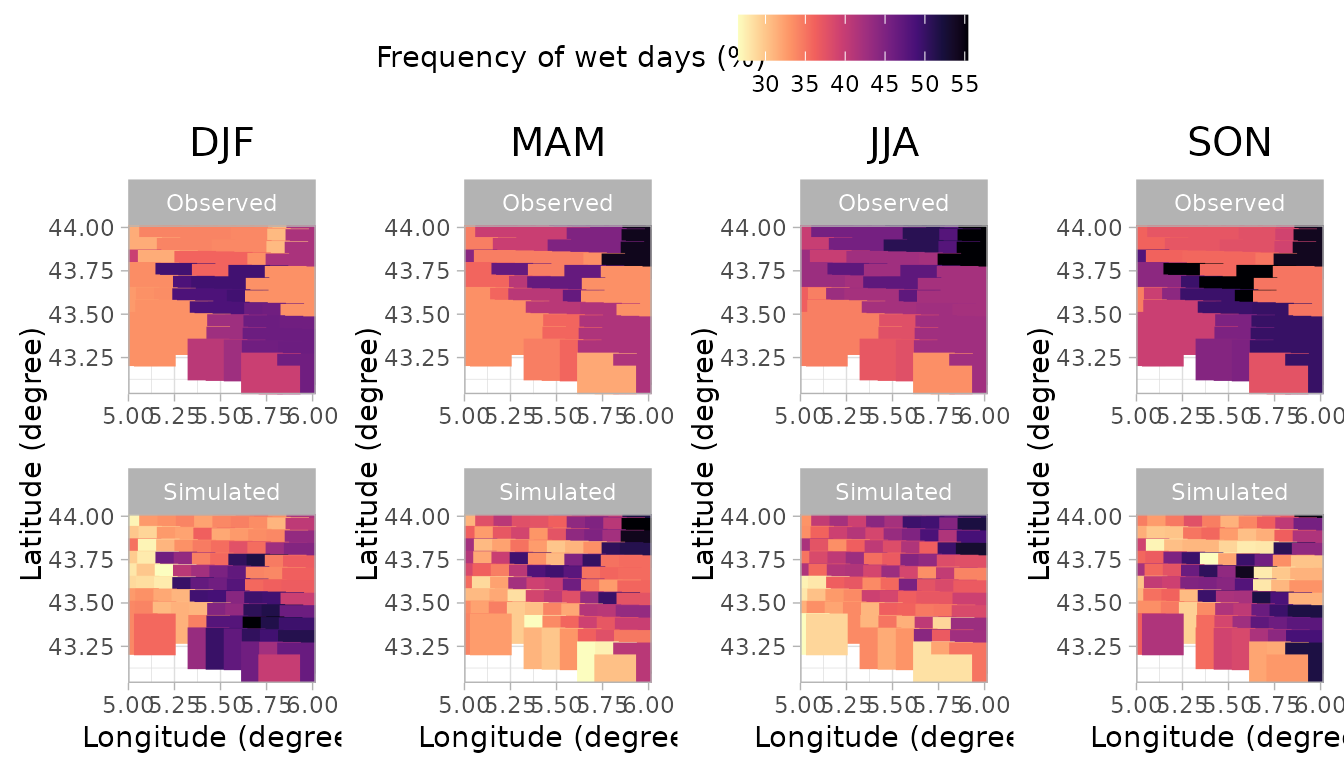 Frequency of wet days (%)
30 35 40 45 50 55
DJF MAM JJA SON
Observed Observed Observed Observed
44.00 44.00 44.00 44.00
43.75 43.75 43.75 43.75
43.50 43.50 43.50 43.50
43.25 43.25 43.25 43.25
5.00 5.25 5.50 5.75 6.00 5.00 5.25 5.50 5.75 6.00 5.00 5.25 5.50 5.75 6.00 5.00 5.25 5.50 5.75 6.00
Latitude (degree) Latitude (degree) Latitude (degree) Latitude (degree)
Simulated Simulated Simulated Simulated
44.00 44.00 44.00 44.00
43.75 43.75 43.75 43.75
43.50 43.50 43.50 43.50
43.25 43.25 43.25 43.25
5.00 5.25 5.50 5.75 6.00 5.00 5.25 5.50 5.75 6.00 5.00 5.25 5.50 5.75 6.00 5.00 5.25 5.50 5.75 6.00
Longitude (degree Longitude (degree Longitude (degree Longitude (degree